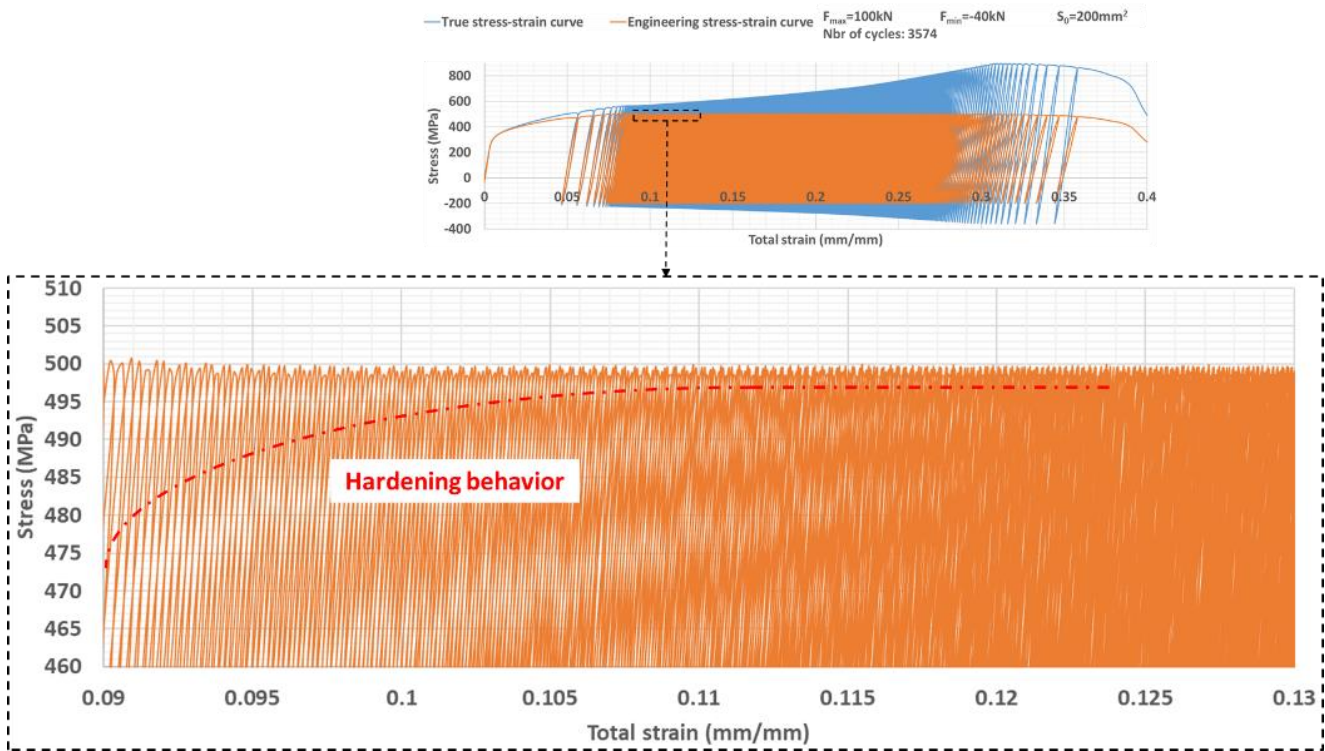 True stress-strain curve Engineering stress-strain curve Fmax=100kN Fmin=-40kN S0=200mm²
Nbr of cycles: 3574
800
600
400
200
0
-200
-400
Stress (MPa)
0 0.05 0.1 0.15 0.2 0.25 0.3 0.35 0.4
Total strain (mm/mm)
510
505
500
495
490
485
480
475
470
465
460
Stress (MPa)
Hardening behavior
0.09 0.095 0.1 0.105 0.11 0.115 0.12 0.125 0.13
Total strain (mm/mm)